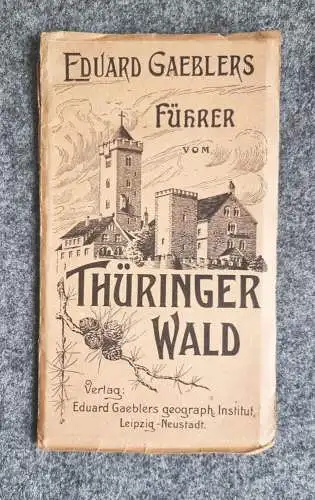 EDUARD GAEBLERS
FÜHRER
VOM
THÜRINGER
WALD
Verlag:
Eduard Gaeblers geograph. Institut,
Leipzig-Neustadt.